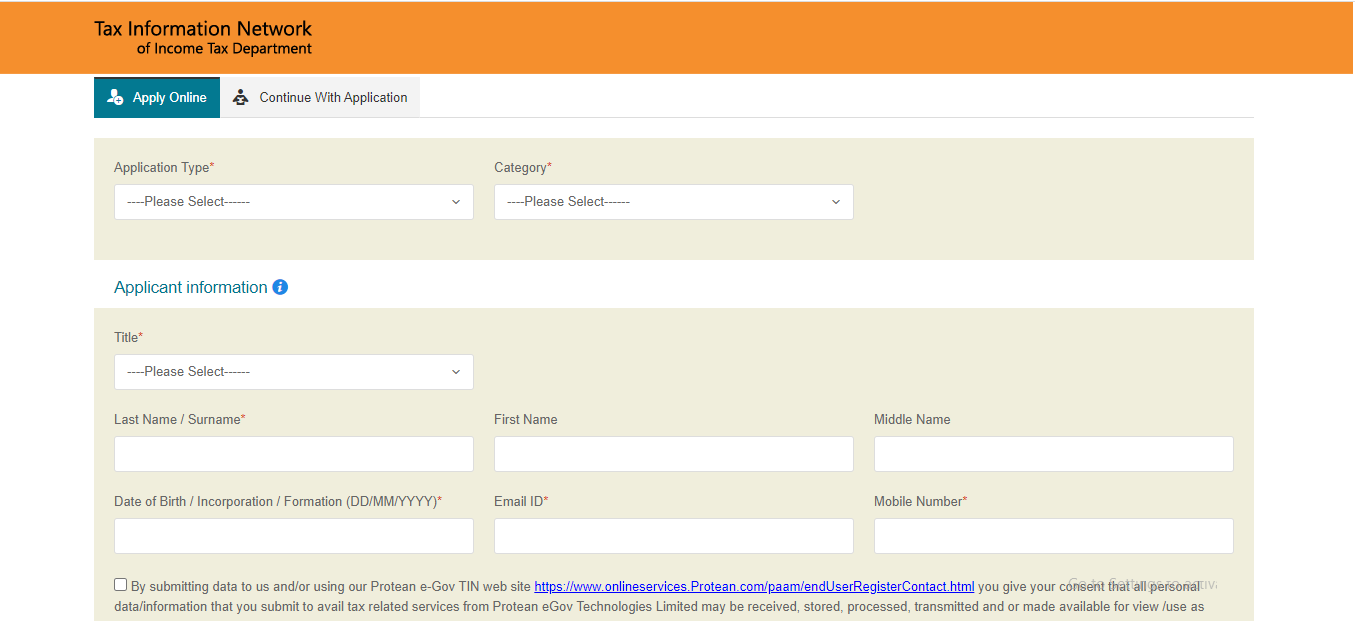 Tax Information Network
of Income Tax Department
Apply Online Continue With Application
Application Type* Category*
----Please Select------ ----Please Select------
Applicant information
Title*
----Please Select------
Last Name / Surname* First Name Middle Name
Date of Birth / Incorporation / Formation (DD/MM/YYYY)* Email ID* Mobile Number*
By submitting data to us and/or using our Protean e-Gov TIN web site https://www.onlineservices.Protean.com/paam/endUserRegisterContact.html you give your consent that all personal
data/information that you submit to avail tax related services from Protean eGov Technologies Limited may be received, stored, processed, transmitted and or made available for view /use as
Go to Settings to